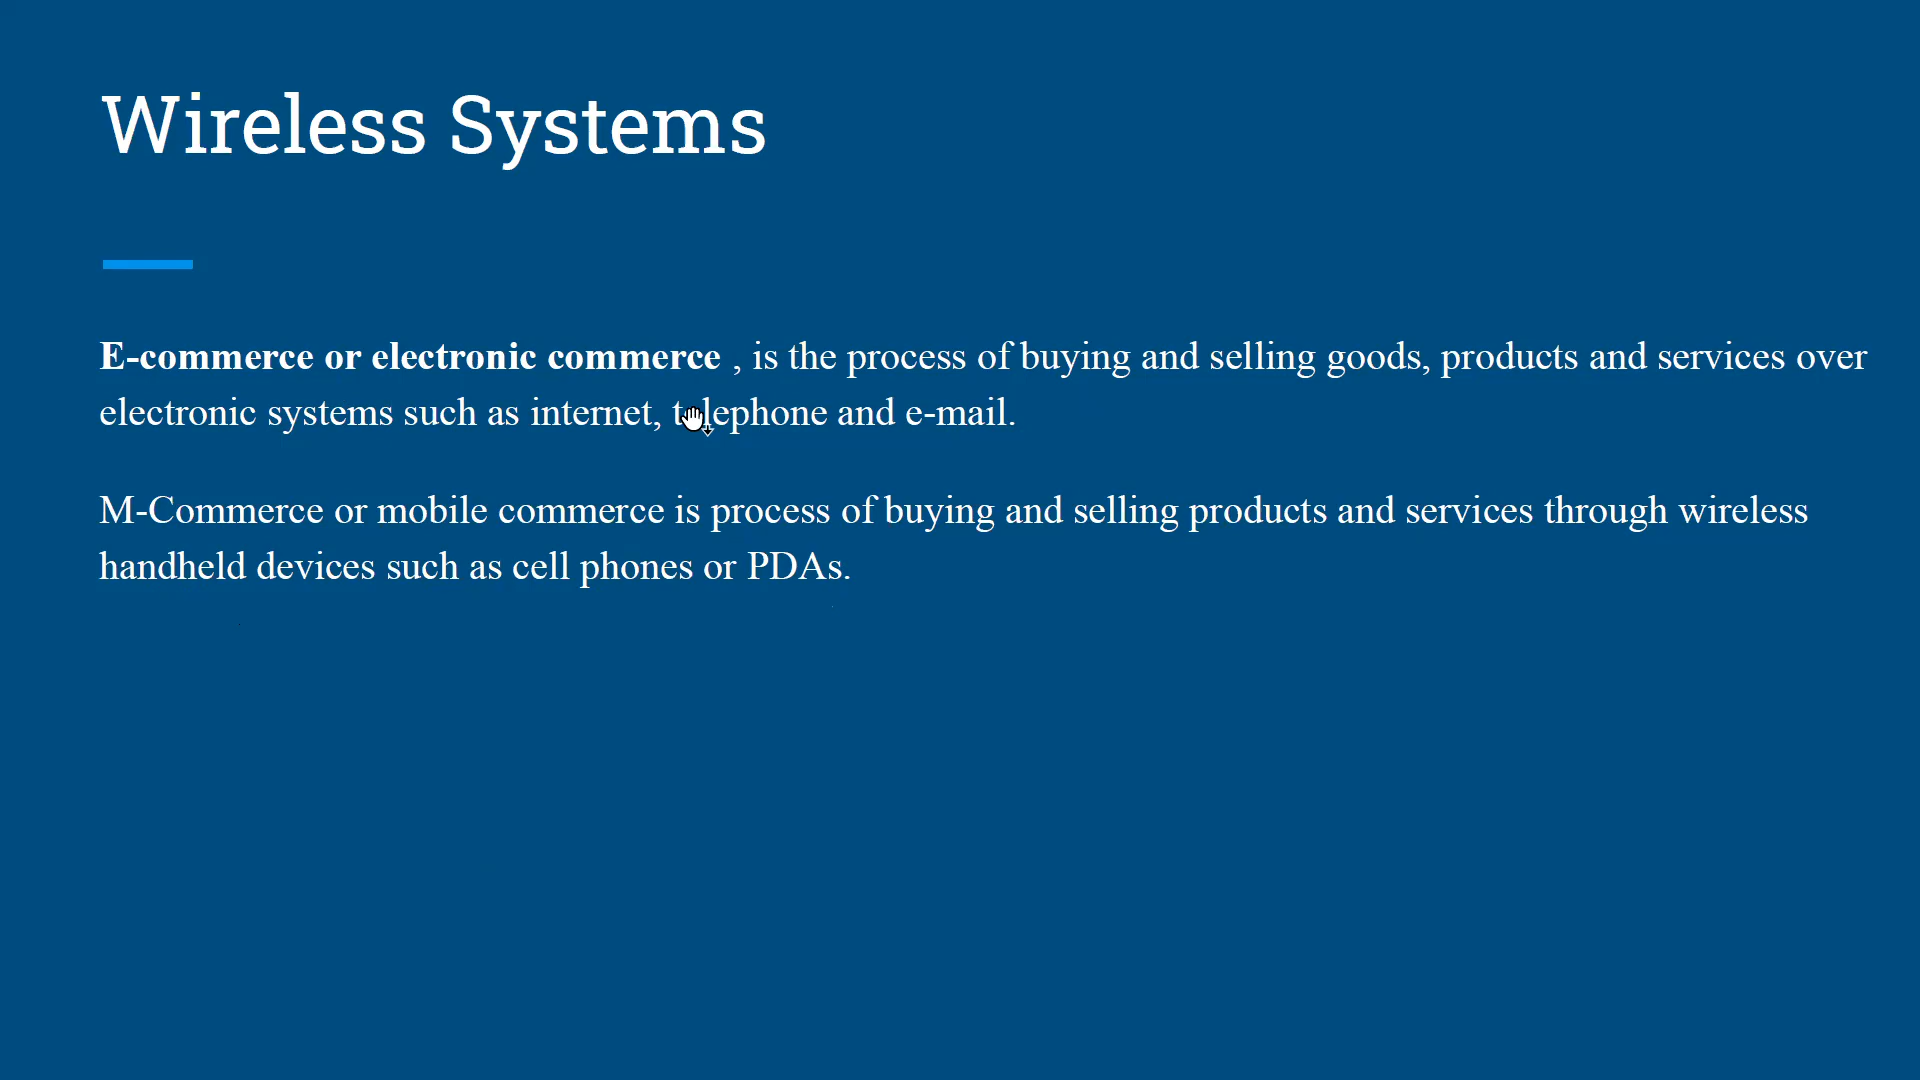 Wireless Systems
E-commerce or electronic commerce , is the process of buying and selling goods, products and services over
electronic systems such as internet, telephone and e-mail.
M-Commerce or mobile commerce is process of buying and selling products and services through wireless
handheld devices such as cell phones or PDAs.